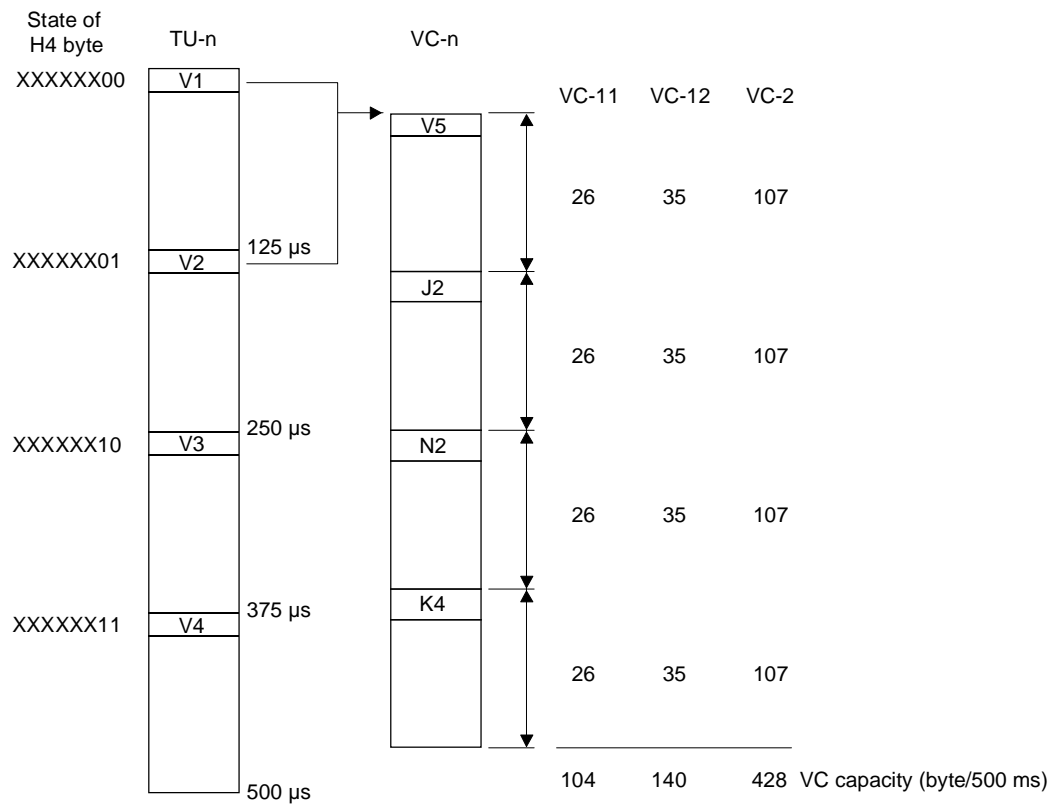 State of
H4 byte
TU-n
VC-n
XXXXXX00
V1
VC-11 VC-12 VC-2
V5
26 35 107
125 µs
XXXXXX01
V2
J2
26 35 107
250 µs
XXXXXX10
V3
N2
26 35 107
K4
375 µs
XXXXXX11
V4
26 35 107
104 140 428 VC capacity (byte/500 ms)
500 µs